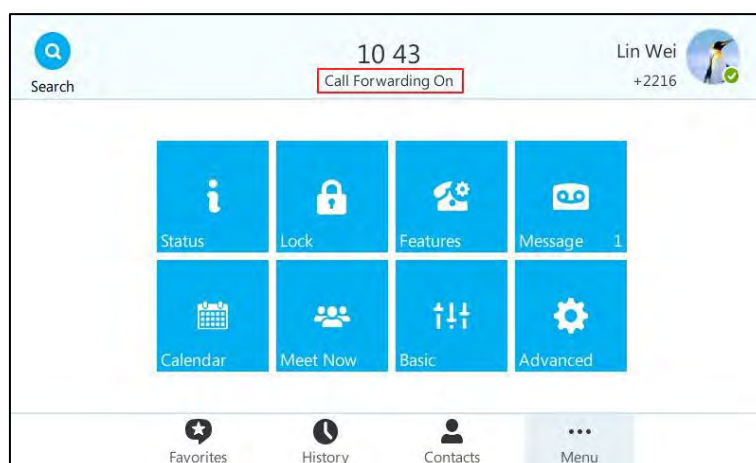 10 43
Lin Wei
Call Forwarding On
+2216
Search
Status
Lock
Features
Message 1
Calendar
Meet Now
Basic
Advanced
Favorites
History
Contacts
Menu